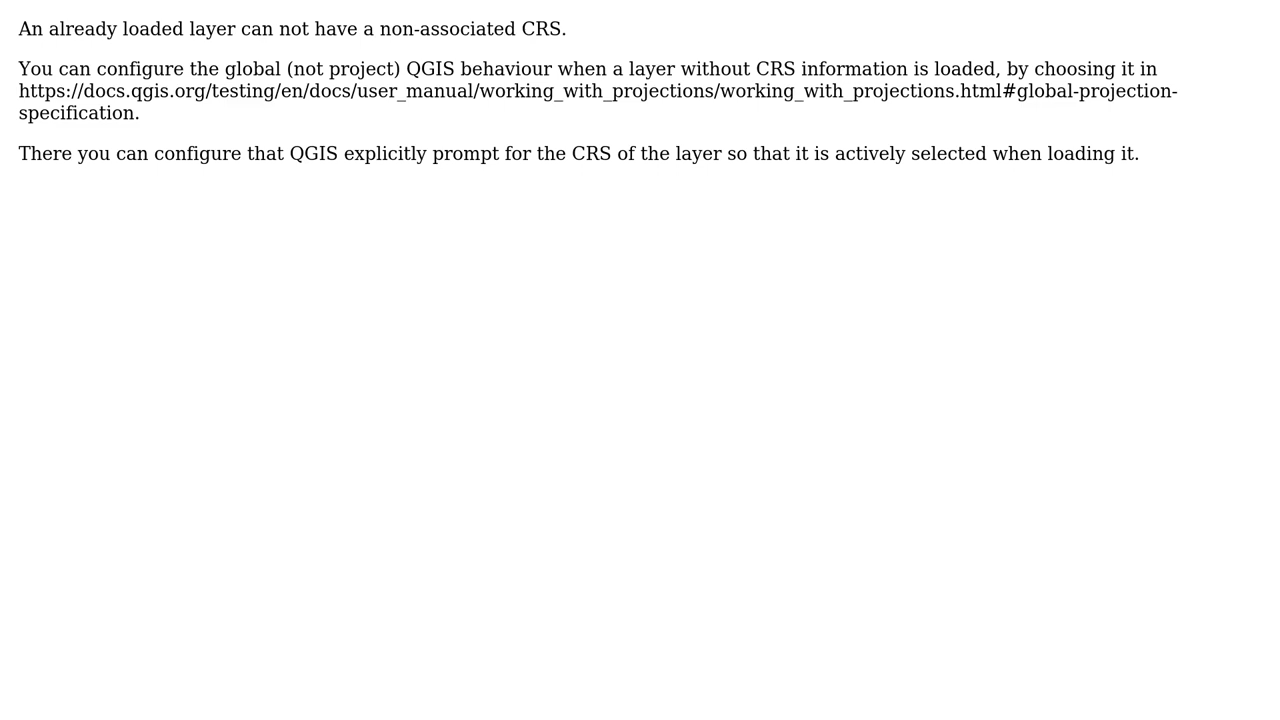 An already loaded layer can not have a non-associated CRS.
You can configure the global (not project) QGIS behaviour when a layer without CRS information is loaded, by choosing it in
https://docs.qgis.org/testing/en/docs/user_manual/working_with_projections/working_with_projections.html#global-projection-
specification.
There you can configure that QGIS explicitly prompt for the CRS of the layer so that it is actively selected when loading it.